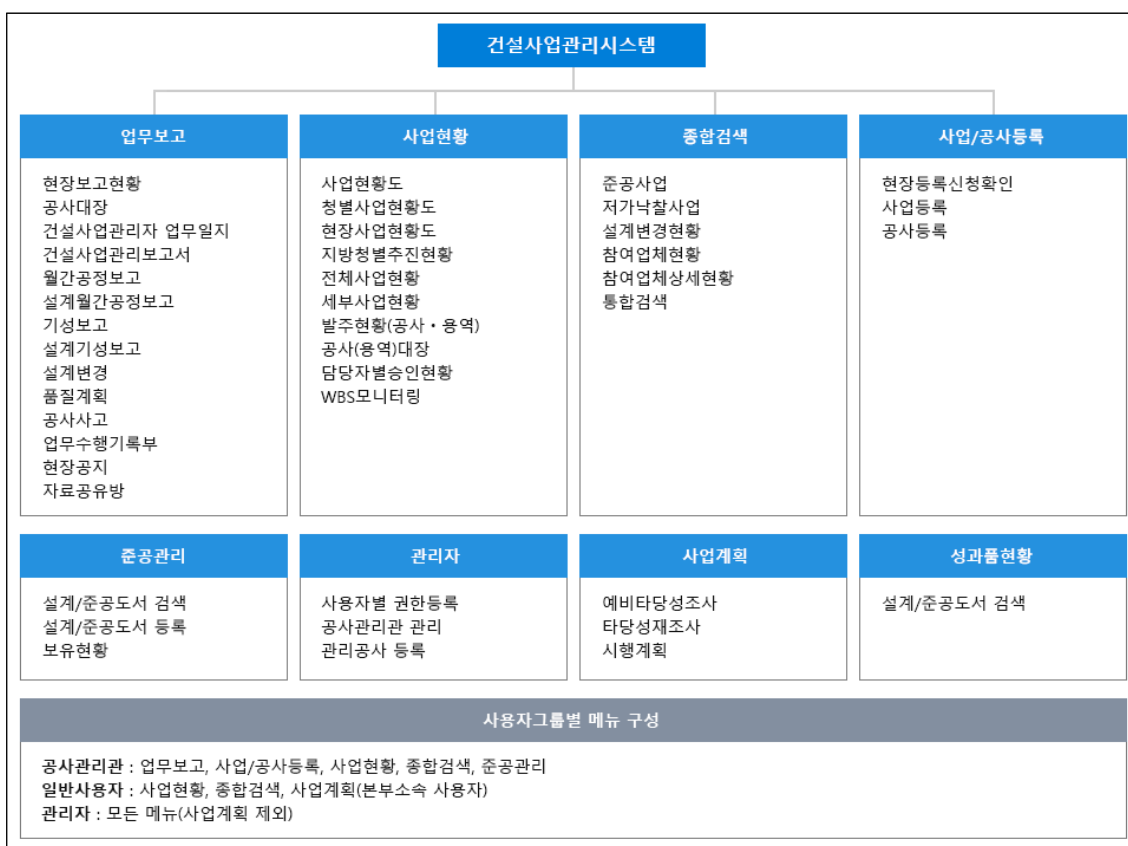 건설사업관리시스템
업무보고
현장보고현황
공사대장
건설사업관리자 업무일지
건설사업관리보고서
월간공정보고
설계월간공정보고
기성보고
설계기성보고
설계변경
품질계획
공사사고
업무수행기록부
현장공지
자료공유방
사업현황
사업현황도
청별사업현황도
현장사업현황도
지방청별추진현황
전체사업현황
세부사업현황
발주현황(공사・용역)
공사(용역)대장
담당자별승인현황
WBS모니터링
종합검색
준공사업
저가낙찰사업
설계변경현황
참여업체현황
참여업체상세현황
통합검색
사업/공사등록
현장등록신청확인
사업등록
공사등록
준공관리
설계/준공도서 검색
설계/준공도서 등록
보유현황
관리자
사용자별 권한등록
공사관리관 관리
관리공사 등록
사업계획
예비타당성조사
타당성재조사
시행계획
성과품현황
설계/준공도서 검색
사용자그룹별 메뉴 구성
공사관리관 : 업무보고, 사업/공사등록, 사업현황, 종합검색, 준공관리
일반사용자 : 사업현황, 종합검색, 사업계획(본부소속 사용자)
관리자 : 모든 메뉴(사업계획 제외)